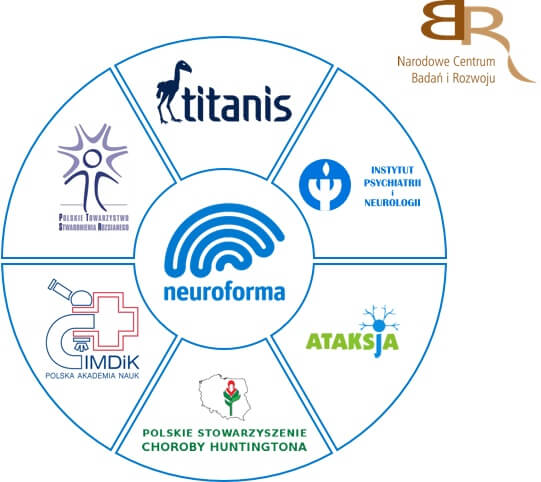 BR
Narodowe Centrum
Badań i Rozwoju
titanis
INSTYTUT
PSYCHIATRII
i
NEUROLOGII
POLSKIE TOWARZYSTWO
STWARDNIENIA ROZSIANEGO
neuroforma
ATAKSJA
IMDiK
POLSKA AKADEMIA NAUK
POLSKIE STOWARZYSZENIE
CHOROBY HUNTINGTONA